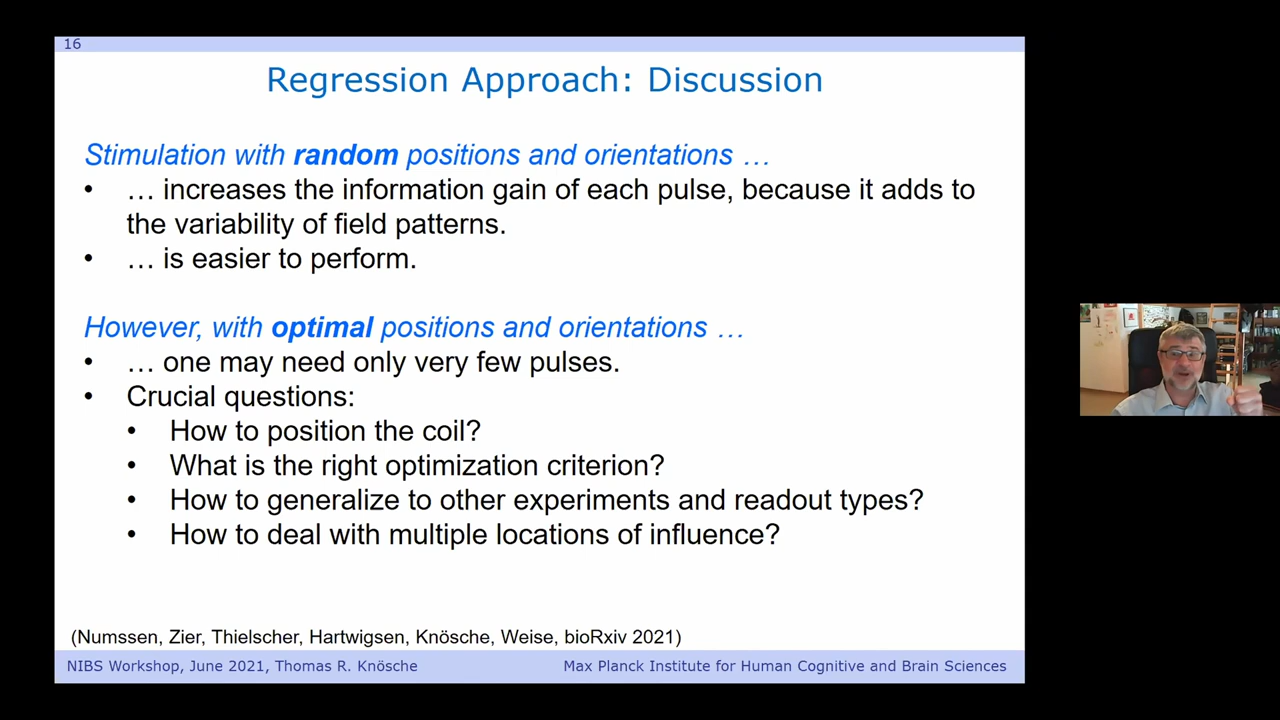 16
Regression Approach: Discussion
Stimulation with random positions and orientations …
• … increases the information gain of each pulse, because it adds to
the variability of field patterns.
• … is easier to perform.
However, with optimal positions and orientations …
• … one may need only very few pulses.
• Crucial questions:
• How to position the coil?
• What is the right optimization criterion?
• How to generalize to other experiments and readout types?
• How to deal with multiple locations of influence?
(Numssen, Zier, Thielscher, Hartwigsen, Knösche, Weise, bioRxiv 2021)
NIBS Workshop, June 2021, Thomas R. Knösche
Max Planck Institute for Human Cognitive and Brain Sciences